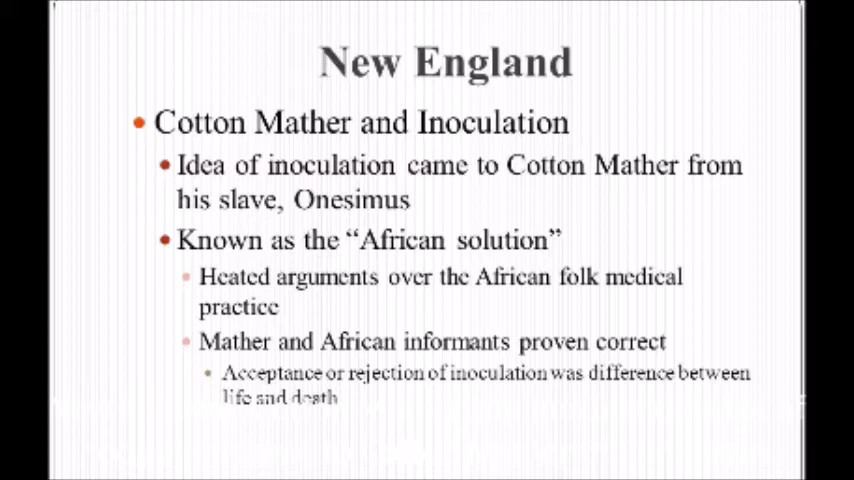 New England
• Cotton Mather and Inoculation
• Idea of inoculation came to Cotton Mather from
his slave, Onesimus
• Known as the “African solution”
• Heated arguments over the African folk medical
practice
• Mather and African informants proven correct
• Acceptance or rejection of inoculation was difference between
life and death